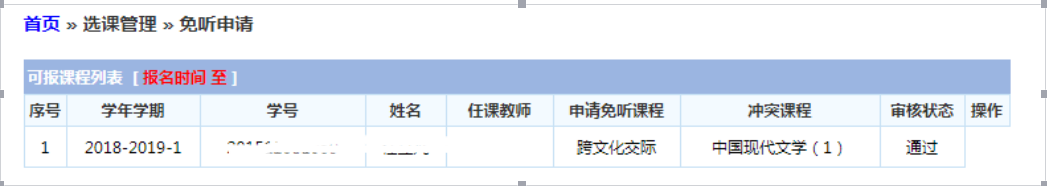 首页 » 选课管理 » 免听申请
可报课程列表 [ 报名时间 至 ]
序号 学年学期 学号 姓名 任课教师 申请免听课程 冲突课程 审核状态 操作
1 2018-2019-1 跨文化交际 中国现代文学（1） 通过